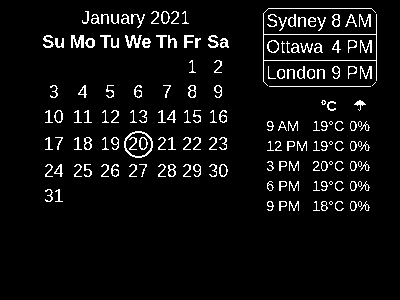 January 2021
Su Mo Tu We Th Fr Sa
1 2
3 4 5 6 7 8 9
10 11 12 13 14 15 16
17 18 19 20 21 22 23
24 25 26 27 28 29 30
31
Sydney 8 AM
Ottawa 4 PM
London 9 PM
°C ☂
9 AM 19°C 0%
12 PM 19°C 0%
3 PM 20°C 0%
6 PM 19°C 0%
9 PM 18°C 0%